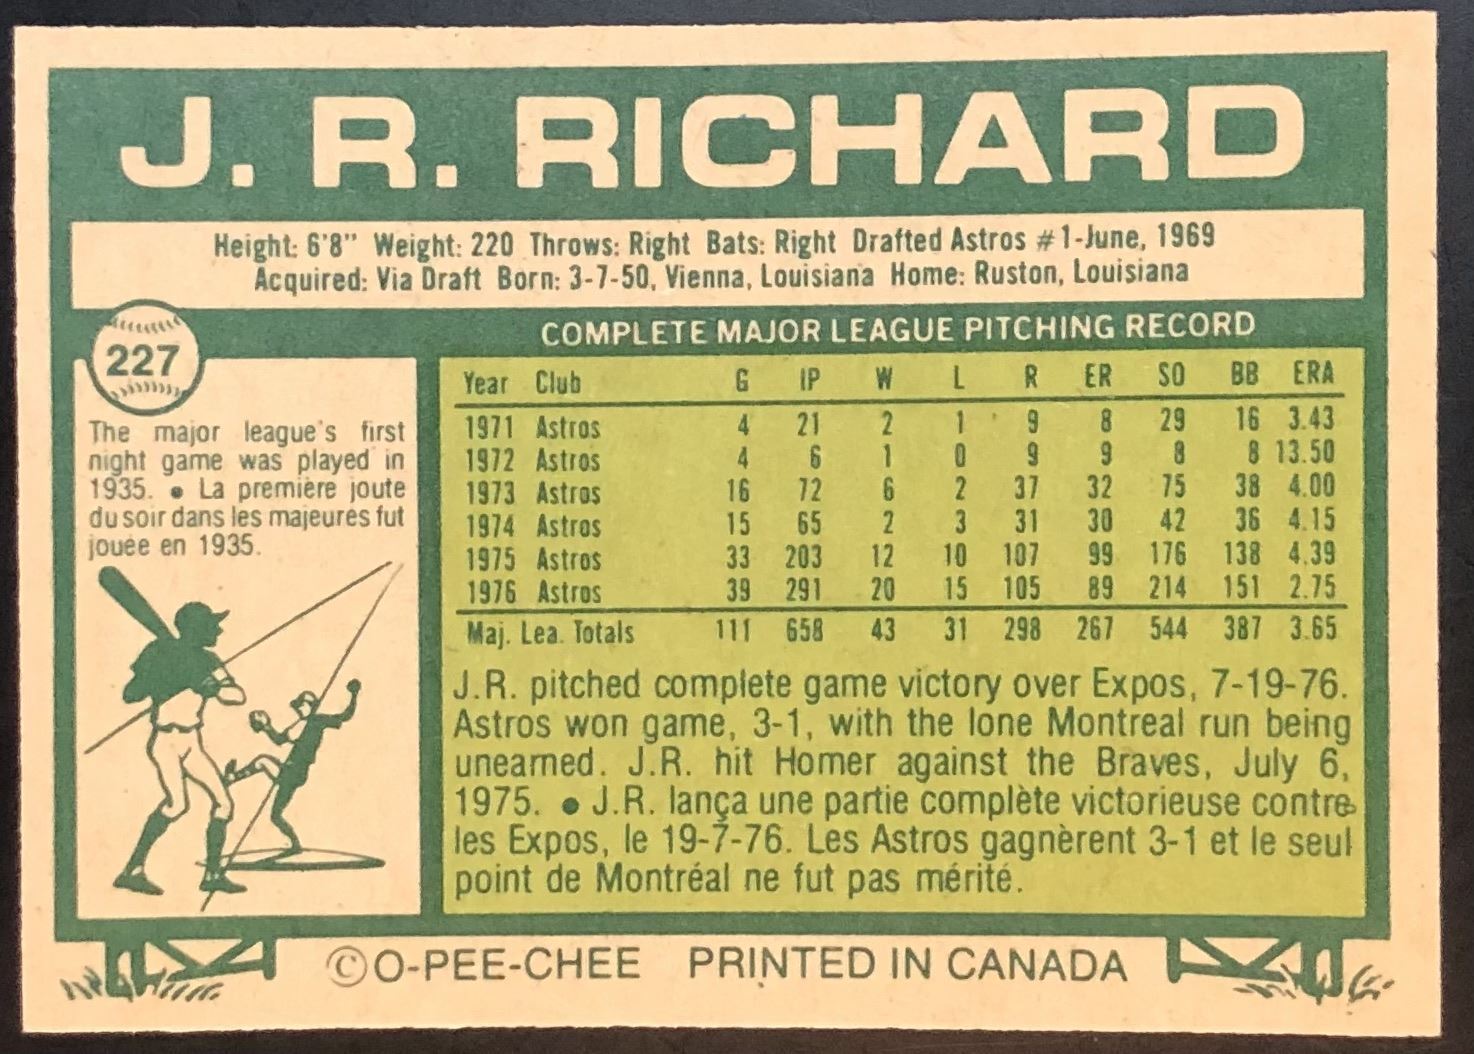 J. R. RICHARD
Height: 6'8" Weight: 220 Throws: Right Bats: Right Drafted Astros #1-June, 1969
Acquired: Via Draft Born: 3-7-50, Vienna, Louisiana Home: Ruston, Louisiana
227
The major league's first
night game was played in
1935. • La première joute
du soir dans les majeures fut
jouée en 1935.
COMPLETE MAJOR LEAGUE PITCHING RECORD
Year Club G IP W L R ER SO BB ERA
1971 Astros 4 21 2 1 9 8 29 16 3.43
1972 Astros 4 6 1 0 9 9 8 8 13.50
1973 Astros 16 72 6 2 37 32 75 38 4.00
1974 Astros 15 65 2 3 31 30 42 36 4.15
1975 Astros 33 203 12 10 107 99 176 138 4.39
1976 Astros 39 291 20 15 105 89 214 151 2.75
Maj. Lea. Totals 111 658 43 31 298 267 544 387 3.65
J.R. pitched complete game victory over Expos, 7-19-76.
Astros won game, 3-1, with the lone Montreal run being
unearned. J.R. hit Homer against the Braves, July 6,
1975. • J.R. lança une partie complète victorieuse contre
les Expos, le 19-7-76. Les Astros gagnèrent 3-1 et le seul
point de Montréal ne fut pas mérité.
©O-PEE-CHEE PRINTED IN CANADA